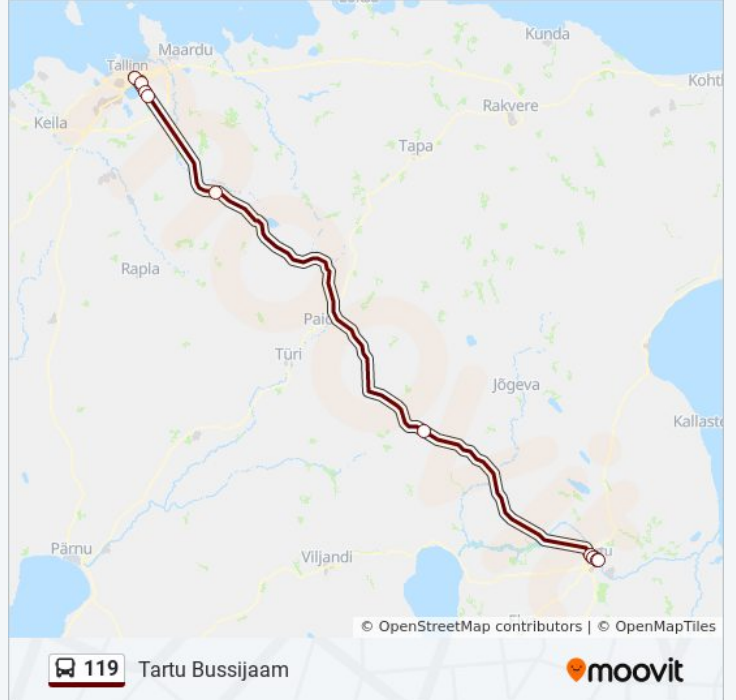 Kunda
Maardu
Tallinn
Kohtl
Rakvere
Keila
Tapa
Rapla
Paid
Türi
Jõgeva
Kallaste
Pärnu
Viljandi
© OpenStreetMap contributors | © OpenMapTiles
119 Tartu Bussijaam
moovit